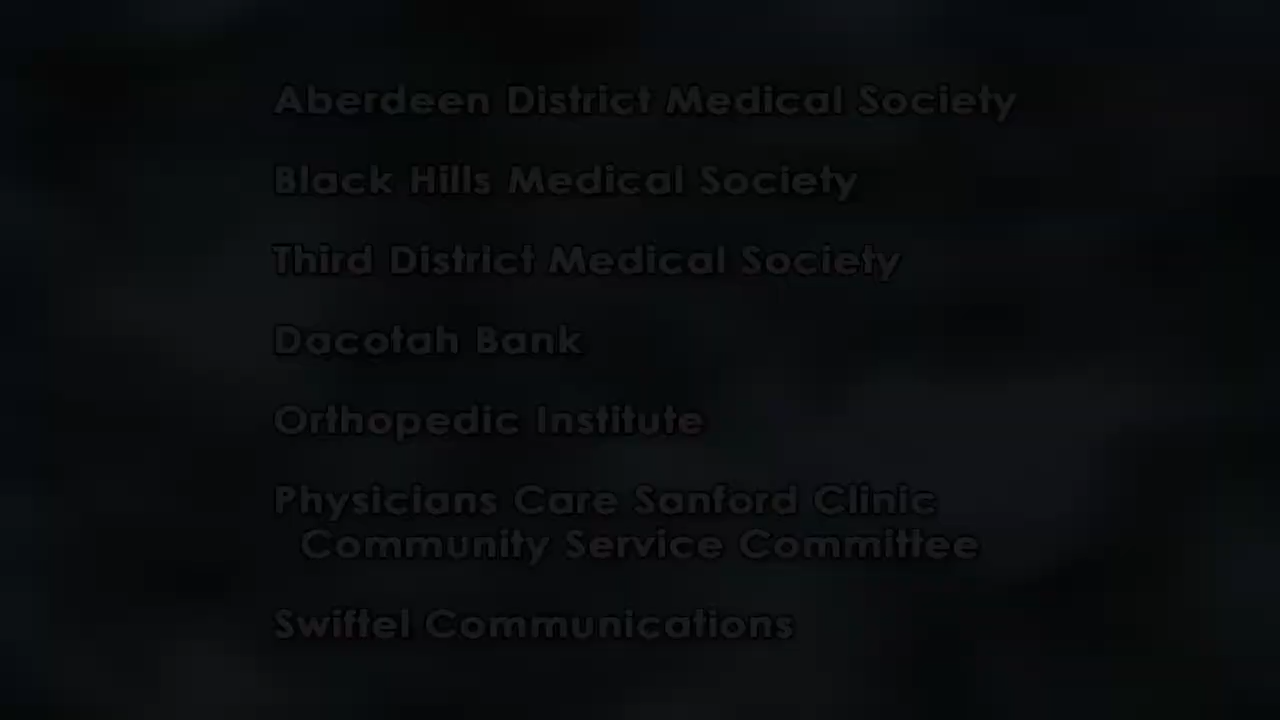 Aberdeen District Medical Society
Black Hills Medical Society
Third District Medical Society
Dacotah Bank
Orthopedic Institute
Physicians Care Sanford Clinic
Community Service Committee
Swiftel Communications